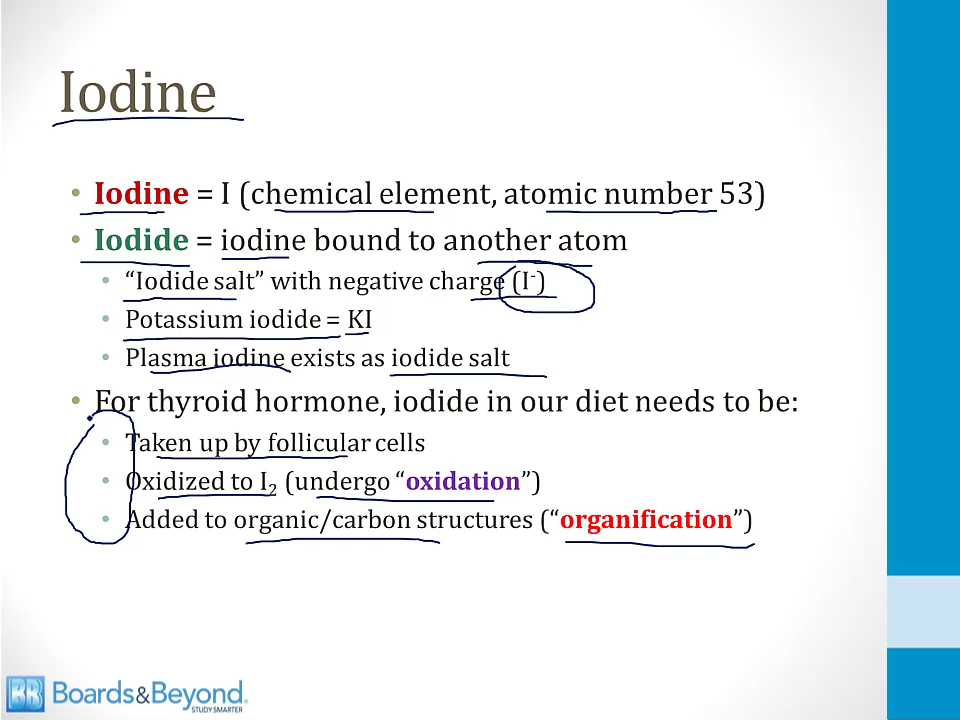 Iodine
• Iodine = I (chemical element, atomic number 53)
• Iodide = iodine bound to another atom
• “Iodide salt” with negative charge (I⁻)
• Potassium iodide = KI
• Plasma iodine exists as iodide salt
• For thyroid hormone, iodide in our diet needs to be:
• Taken up by follicular cells
• Oxidized to I₂ (undergo “oxidation”)
• Added to organic/carbon structures (“organification”)
BB Boards&Beyond.
STUDY SMARTER